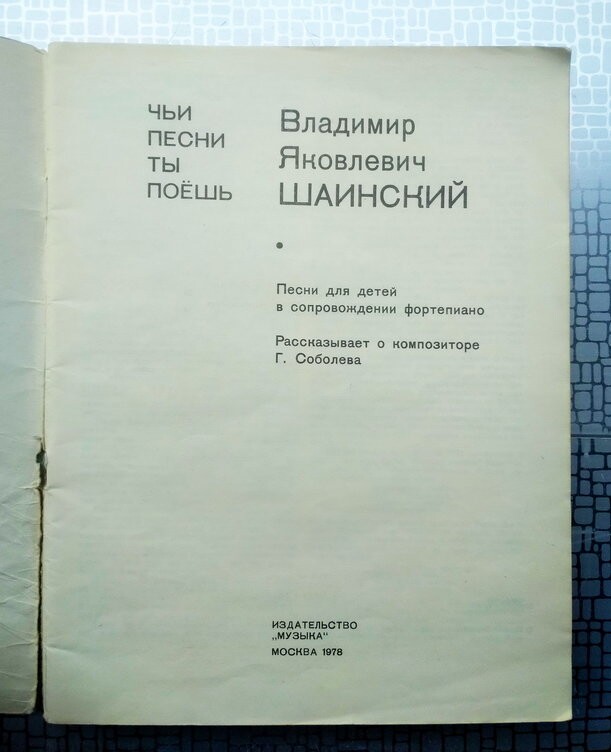 ЧЬИ
ПЕСНИ
ТЫ
ПОЁШЬ
Владимир
Яковлевич
ШАИНСКИЙ
Песни для детей
в сопровождении фортепиано
Рассказывает о композиторе
Г. Соболева
ИЗДАТЕЛЬСТВО
„МУЗЫКА"
МОСКВА 1978